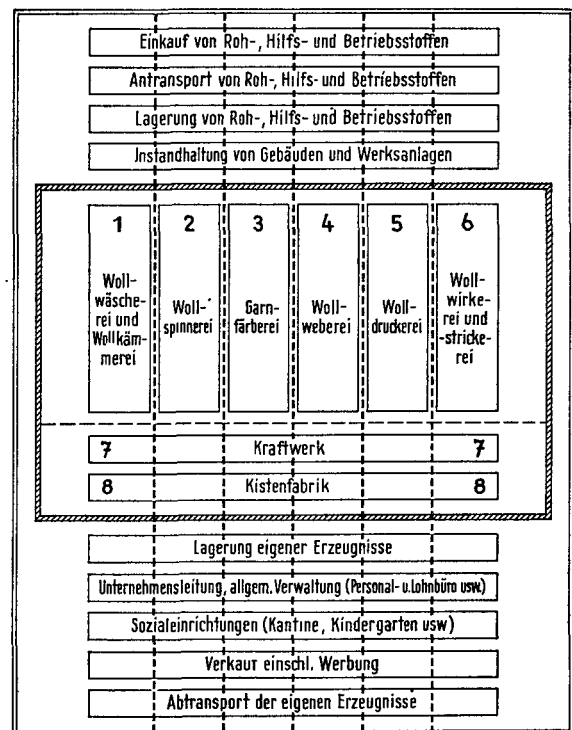 Einkauf von Roh-, Hilfs- und Betriebsstoffen
Antransport von Roh-, Hilfs- und Betriebsstoffen
Lagerung von Roh-, Hilfs- und Betriebsstoffen
Jnstandhaltung von Gebäuden und Werksanlagen
1
Woll-
wäsche-
rei und
Wollkäm-
merei
2
Woll-
spinnerei
3
Garn-
färberei
4
Woll-
weberei
5
Woll-
druckerei
6
Woll-
wirke-
rei und
-stricke-
rei
7 Kraftwerk 7
8 Kistenfabrik 8
Lagerung eigener Erzeugnisse
Unternehmensleitung, allgem. Verwaltung (Personal- u. Lohnbüro usw.)
Sozialeinrichtungen (Kantine, Kindergarten usw)
Verkauf einschl. Werbung
Abtransport der eigenen Erzeugnisse